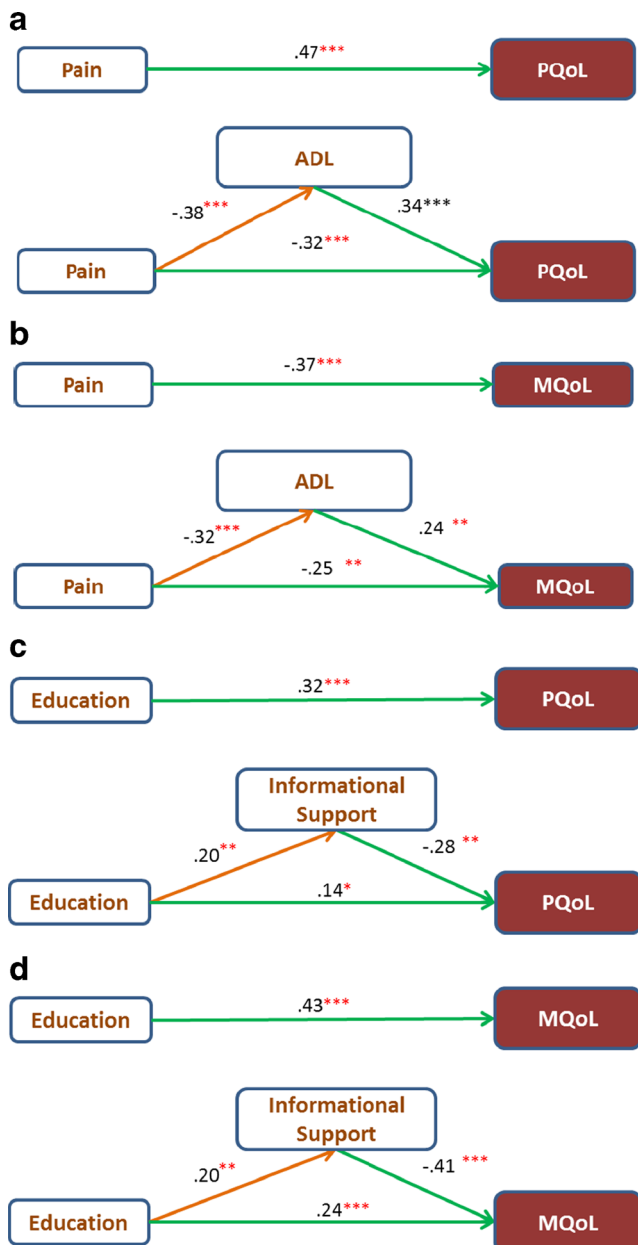 a
.47***
Pain
PQoL
ADL
-.38***
.34***
-.32***
Pain
PQoL
b
-.37***
Pain
MQoL
ADL
-.32***
.24 **
-.25 **
Pain
MQoL
c
.32***
Education
PQoL
Informational
Support
.20**
-.28 **
.14*
Education
PQoL
d
.43***
Education
MQoL
Informational
Support
.20**
-.41 ***
.24***
Education
MQoL